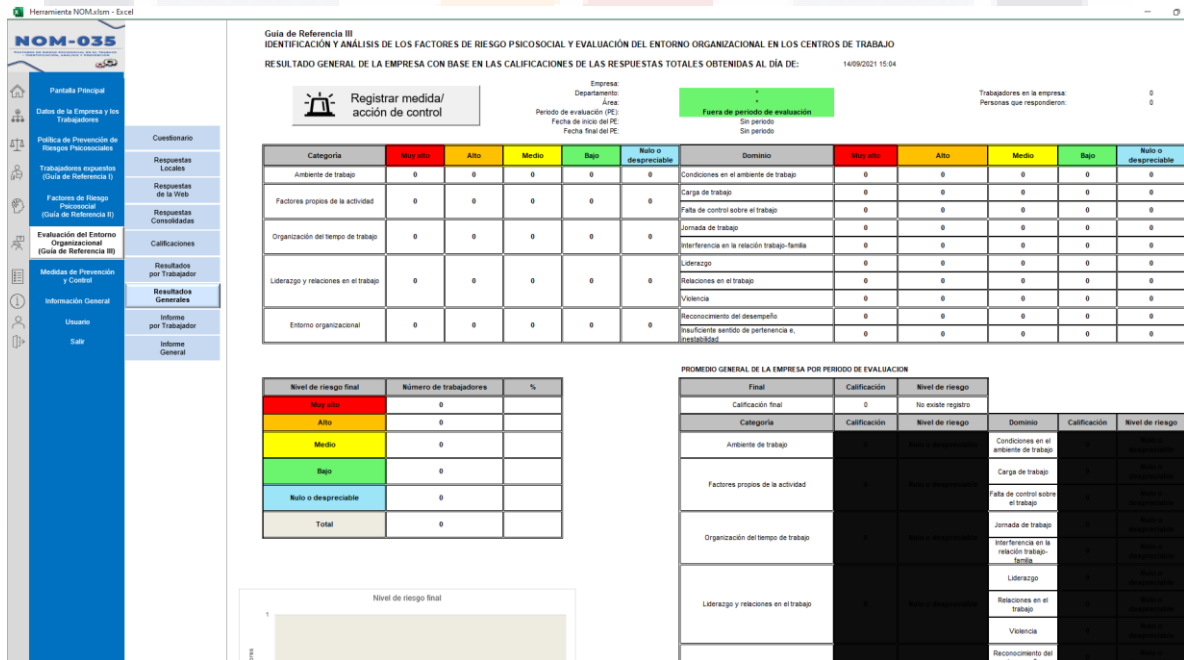 Herramienta NOM.xlsm - Excel
NOM-035
Pantalla Principal
Datos de la Empresa y los
Trabajadores
Política de Prevención de
Riesgos Psicosociales
Trabajadores expuestos
(Guía de Referencia I)
Factores de Riesgo
Psicosocial
(Guía de Referencia II)
Evaluación del Entorno
Organizacional
(Guía de Referencia III)
Medidas de Prevención
y Control
Información General
Usuario
Salir
Cuestionario
Respuestas
Locales
Respuestas
de la Web
Respuestas
Consolidadas
Calificaciones
Resultados
por Trabajador
Resultados
Generales
Informe
por Trabajador
Informe
General
Guía de Referencia III
IDENTIFICACIÓN Y ANÁLISIS DE LOS FACTORES DE RIESGO PSICOSOCIAL Y EVALUACIÓN DEL ENTORNO ORGANIZACIONAL EN LOS CENTROS DE TRABAJO
RESULTADO GENERAL DE LA EMPRESA CON BASE EN LAS CALIFICACIONES DE LAS RESPUESTAS TOTALES OBTENIDAS AL DÍA DE: 14/09/2021 15:04
Registrar medida/
acción de control
Empresa:
Departamento: *
Área: *
Periodo de evaluación (PE): Fuera de periodo de evaluación
Fecha de inicio del PE: Sin periodo
Fecha final del PE: Sin periodo
Trabajadores en la empresa: 0
Personas que respondieron: 0
Categoría Muy alto Alto Medio Bajo Nulo o despreciable
Ambiente de trabajo 0 0 0 0 0
Factores propios de la actividad 0 0 0 0 0
Organización del tiempo de trabajo 0 0 0 0 0
Liderazgo y relaciones en el trabajo 0 0 0 0 0
Entorno organizacional 0 0 0 0 0
Dominio Muy alto Alto Medio Bajo Nulo o despreciable
Condiciones en el ambiente de trabajo 0 0 0 0 0
Carga de trabajo 0 0 0 0 0
Falta de control sobre el trabajo 0 0 0 0 0
Jornada de trabajo 0 0 0 0 0
Interferencia en la relación trabajo-familia 0 0 0 0 0
Liderazgo 0 0 0 0 0
Relaciones en el trabajo 0 0 0 0 0
Violencia 0 0 0 0 0
Reconocimiento del desempeño 0 0 0 0 0
Insuficiente sentido de pertenencia e, inestabilidad 0 0 0 0 0
Nivel de riesgo final Número de trabajadores %
Muy alto 0
Alto 0
Medio 0
Bajo 0
Nulo o despreciable 0
Total 0
Nivel de riesgo final
1
PROMEDIO GENERAL DE LA EMPRESA POR PERIODO DE EVALUACION
Final Calificación Nivel de riesgo
Calificación final 0 No existe registro
Categoría Calificación Nivel de riesgo Dominio Calificación Nivel de riesgo
Ambiente de trabajo
Condiciones en el
ambiente de trabajo
Factores propios de la actividad
Carga de trabajo
Falta de control sobre
el trabajo
Organización del tiempo de trabajo
Jornada de trabajo
Interferencia en la
relación trabajo-
familia
Liderazgo y relaciones en el trabajo
Liderazgo
Relaciones en el
trabajo
Violencia
Reconocimiento del